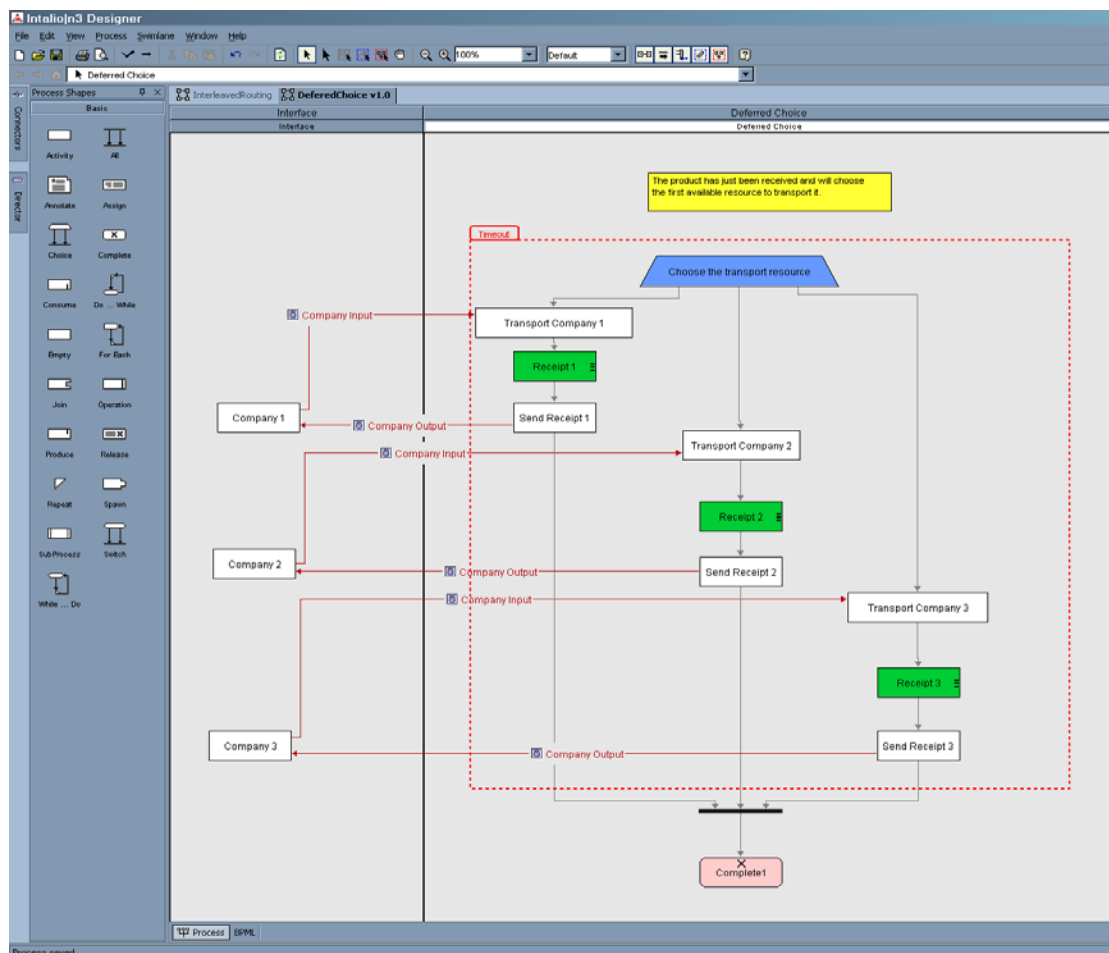 Intalio|n3 Designer
File Edit View Process Swimlane Window Help
100% Default
Deferred Choice
Process Shapes
InterleavedRouting DeferedChoice v1.0
Connectors
Director
Basic
Activity All
Annotate Assign
Choice Complete
Consume Do ... While
Empty For Each
Join Operation
Produce Release
Repeat Spawn
SubProcess Switch
While ... Do
Interface Deferred Choice
Interface Deferred Choice
The product has just been received and will choose
the first available resource to transport it.
Timeout
Choose the transport resource
Company Input
Transport Company 1
Receipt 1
Company 1
Send Receipt 1
Company Output
Transport Company 2
Company Input
Receipt 2
Company 2
Send Receipt 2
Company Output
Company Input
Transport Company 3
Receipt 3
Company 3
Send Receipt 3
Company Output
Complete1
Process BPML
Process saved